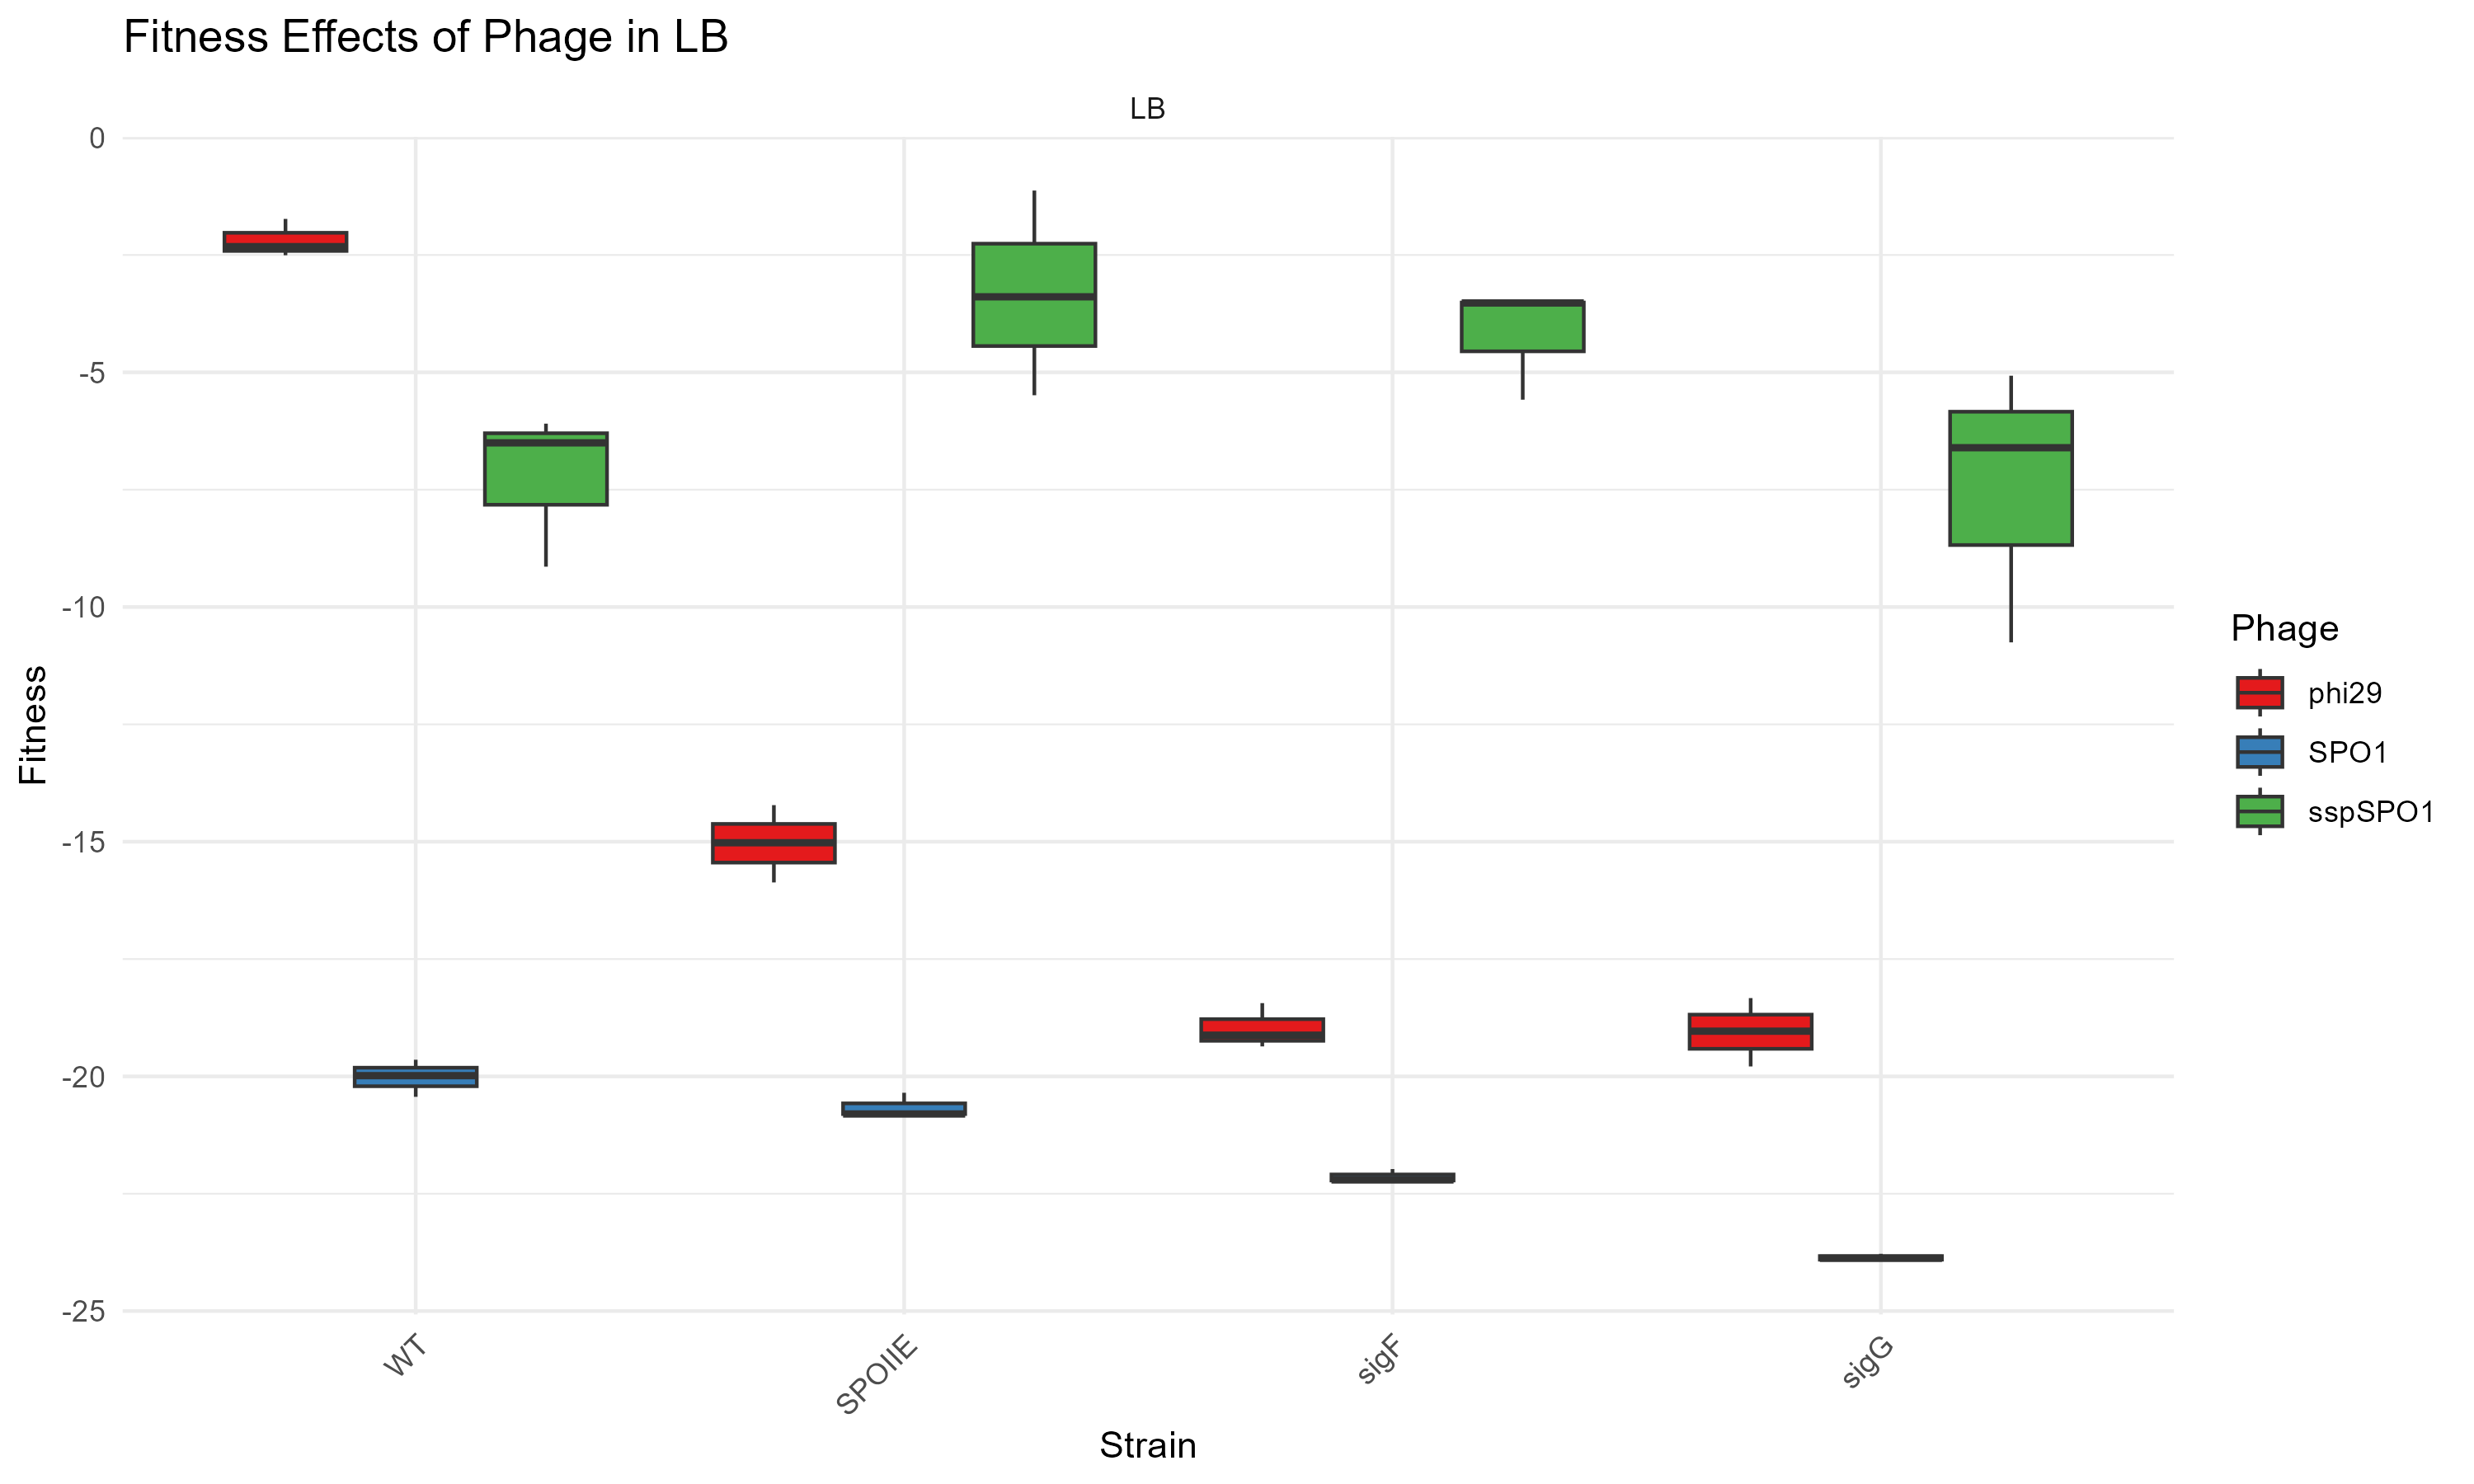 Fitness Effects of Phage in LB
LB
0
-5
-10
-15
-20
-25
Fitness
WT
SPOIIE
sigF
sigG
Strain
Phage
phi29
SPO1
sspSPO1